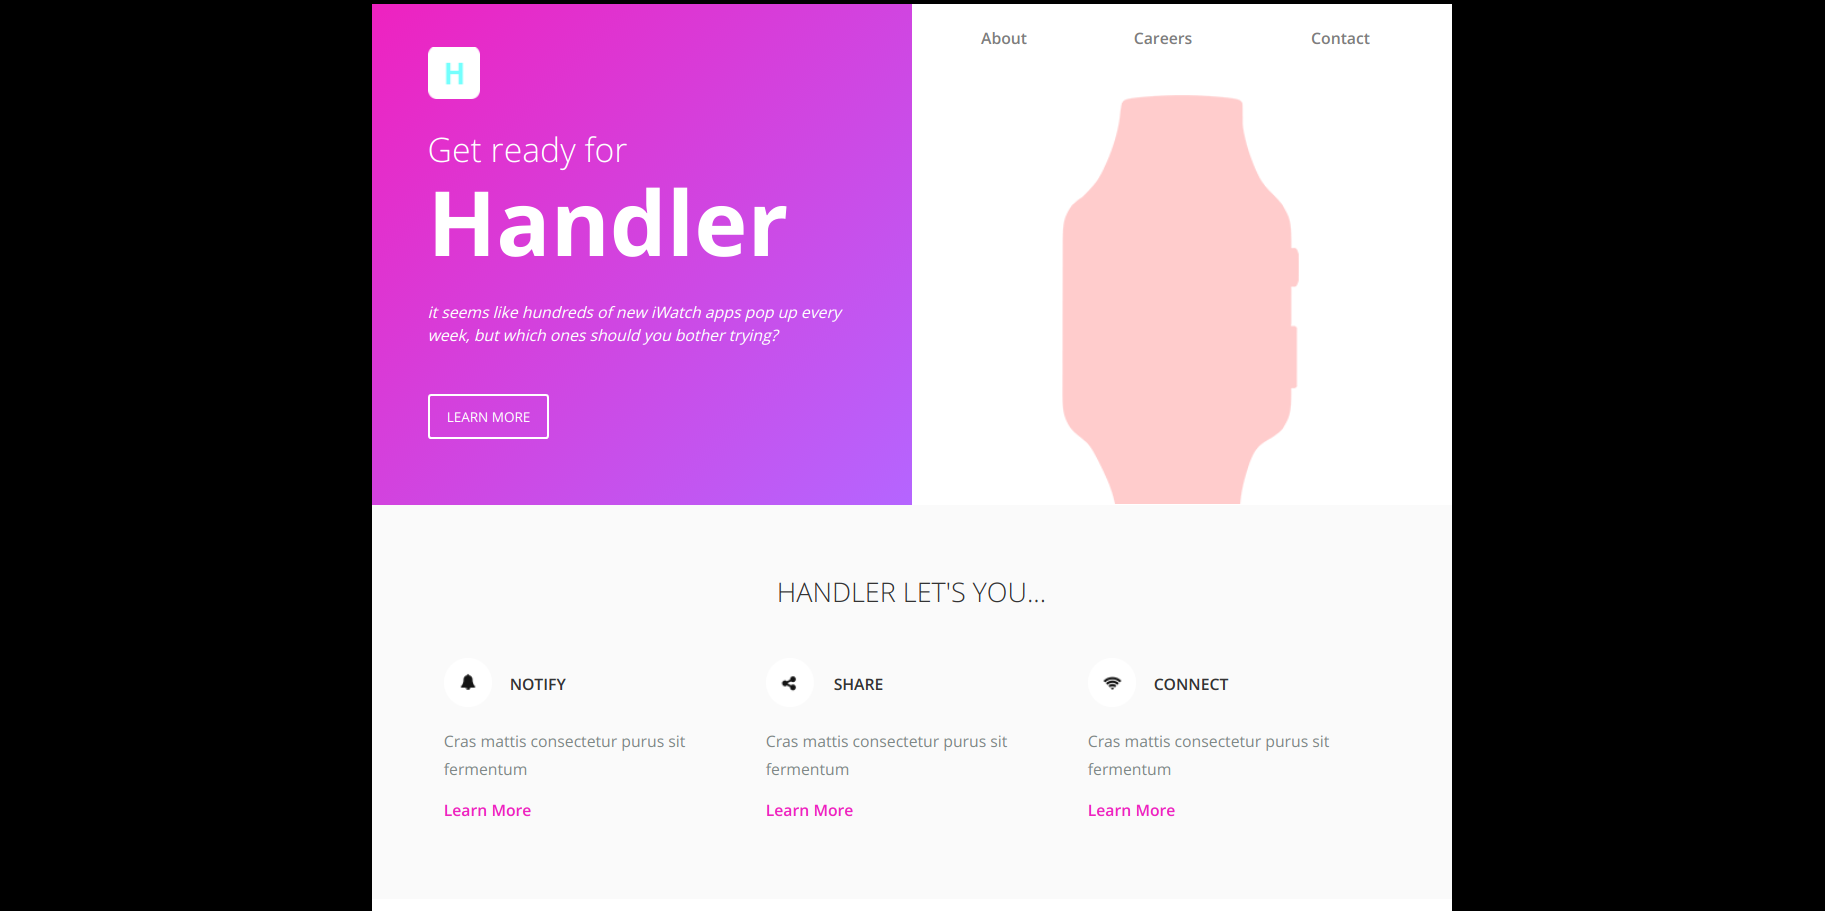 About Careers Contact
H
Get ready for
Handler
it seems like hundreds of new iWatch apps pop up every
week, but which ones should you bother trying?
LEARN MORE
HANDLER LET'S YOU...
NOTIFY
Cras mattis consectetur purus sit
fermentum
Learn More
SHARE
Cras mattis consectetur purus sit
fermentum
Learn More
CONNECT
Cras mattis consectetur purus sit
fermentum
Learn More